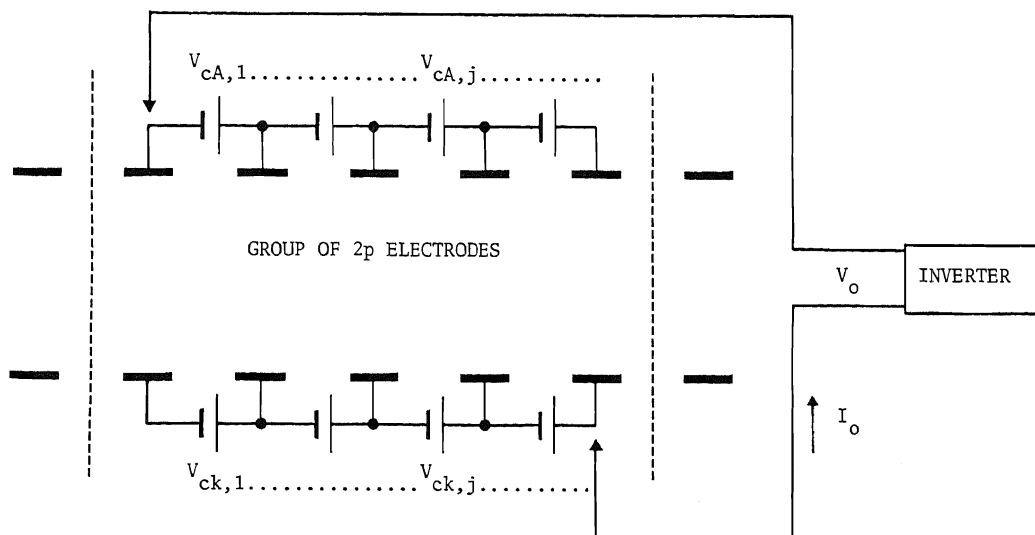 V_cA,1................V_cA,j...........
GROUP OF 2p ELECTRODES
V_o
INVERTER
I_o
V_ck,1................V_ck,j...........